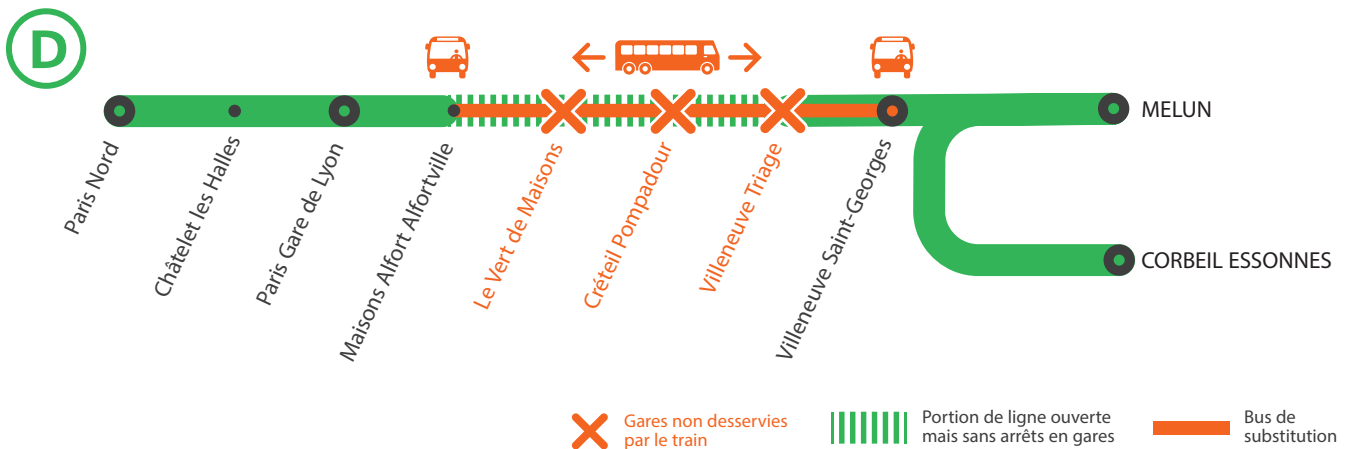 D
Paris Nord
Châtelet les Halles
Paris Gare de Lyon
Maisons Alfort Alfortville
Le Vert de Maisons
Créteil Pompadour
Villeneuve Triage
Villeneuve Saint-Georges
MELUN
CORBEIL ESSONNES
Gares non desservies
par le train
Portion de ligne ouverte
mais sans arrêts en gares
Bus de
substitution